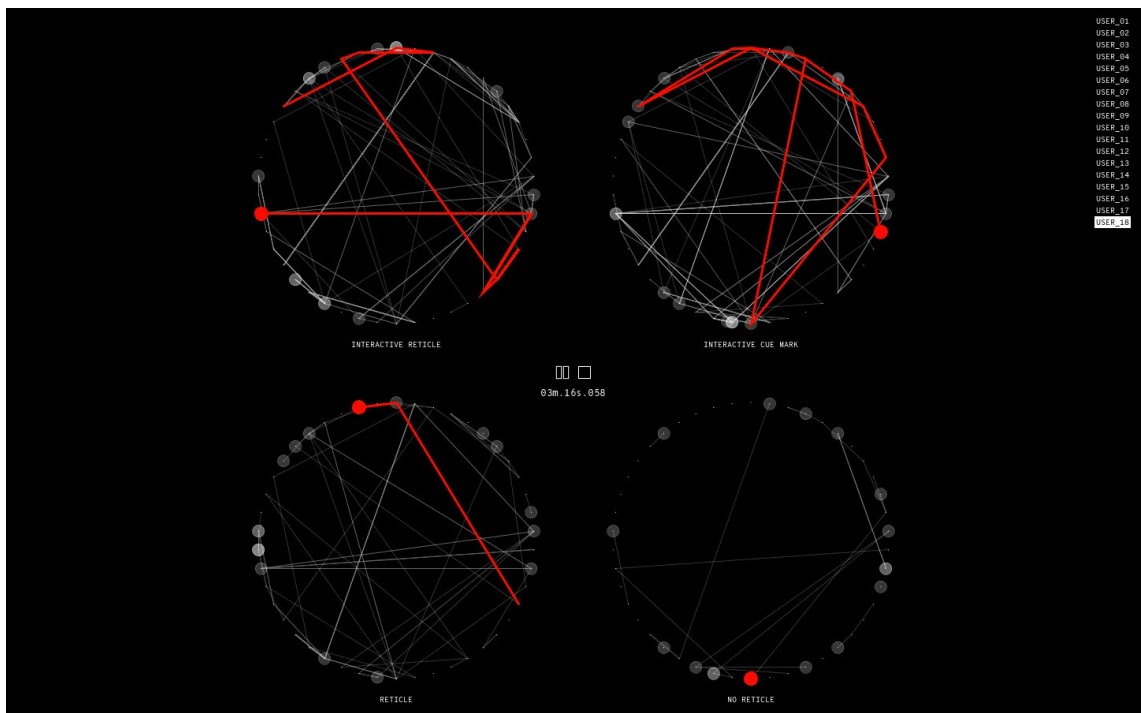 USER_01
USER_02
USER_03
USER_04
USER_05
USER_06
USER_07
USER_08
USER_09
USER_10
USER_11
USER_12
USER_13
USER_14
USER_15
USER_16
USER_17
USER_18
INTERACTIVE RETICLE
INTERACTIVE CUE MARK
03m.16s.058
RETICLE
NO RETICLE